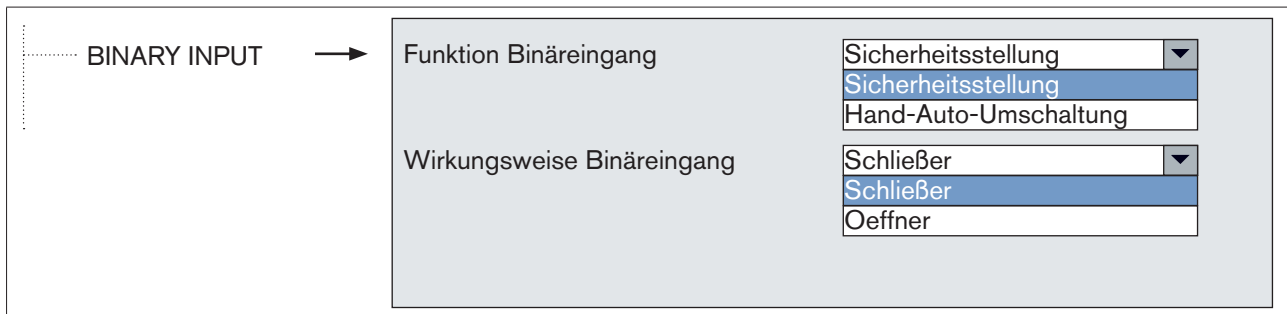 BINARY INPUT
Funktion Binäreingang
Sicherheitsstellung
Sicherheitsstellung
Hand-Auto-Umschaltung
Wirkungsweise Binäreingang
Schließer
Schließer
Oeffner